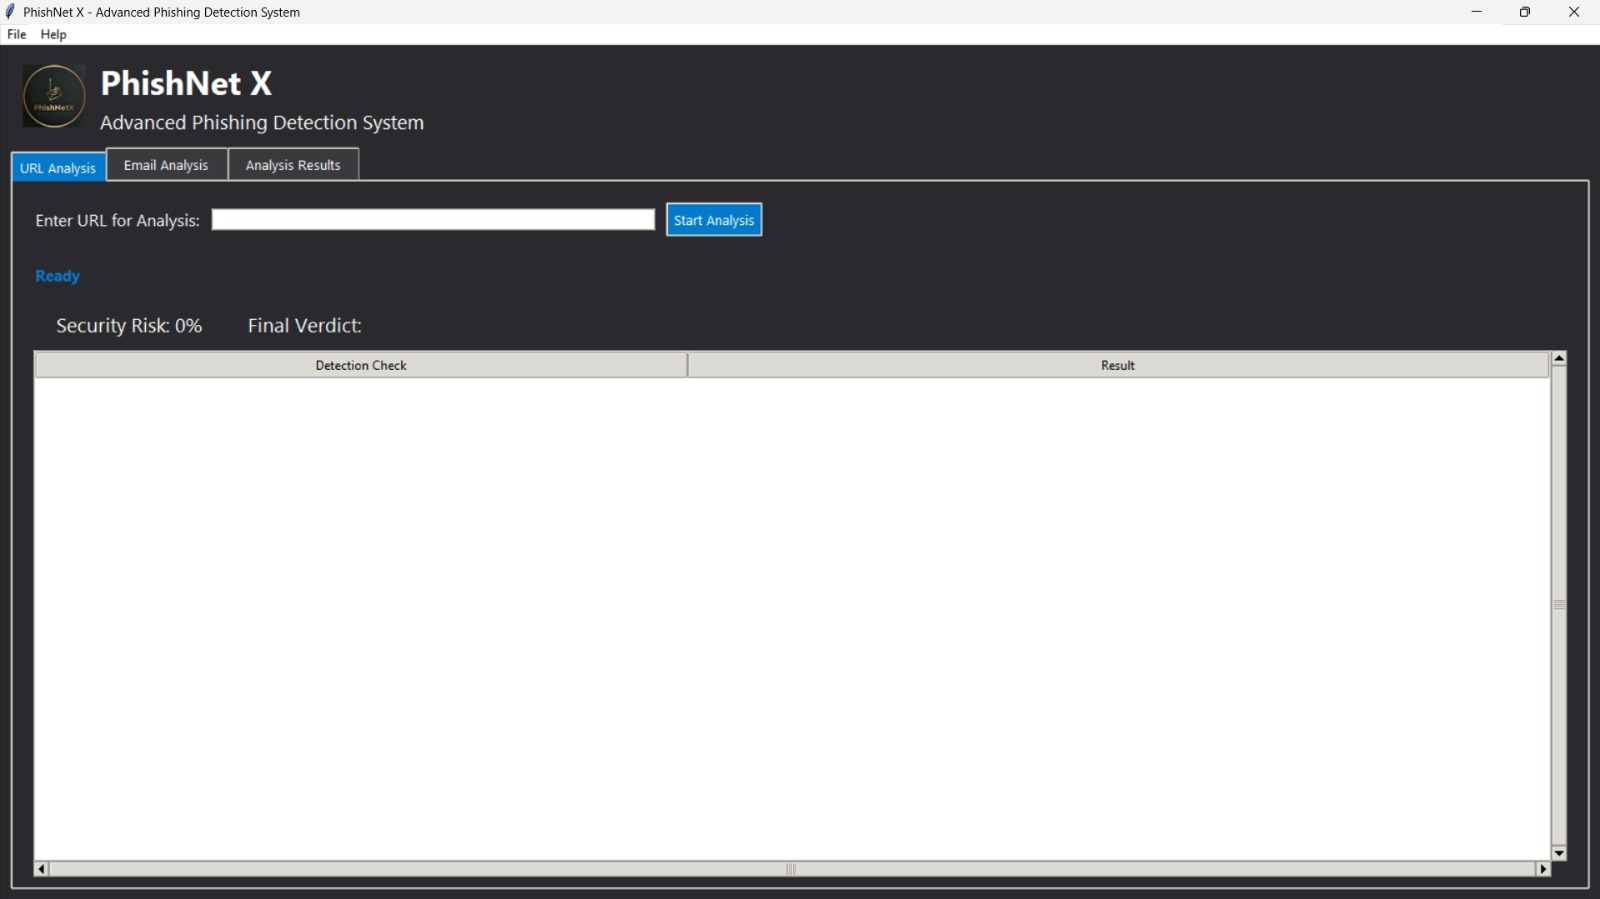 PhishNet X - Advanced Phishing Detection System
File Help
PhishNetX
PhishNet X
Advanced Phishing Detection System
URL Analysis Email Analysis Analysis Results
Enter URL for Analysis: Start Analysis
Ready
Security Risk: 0% Final Verdict:
Detection Check Result